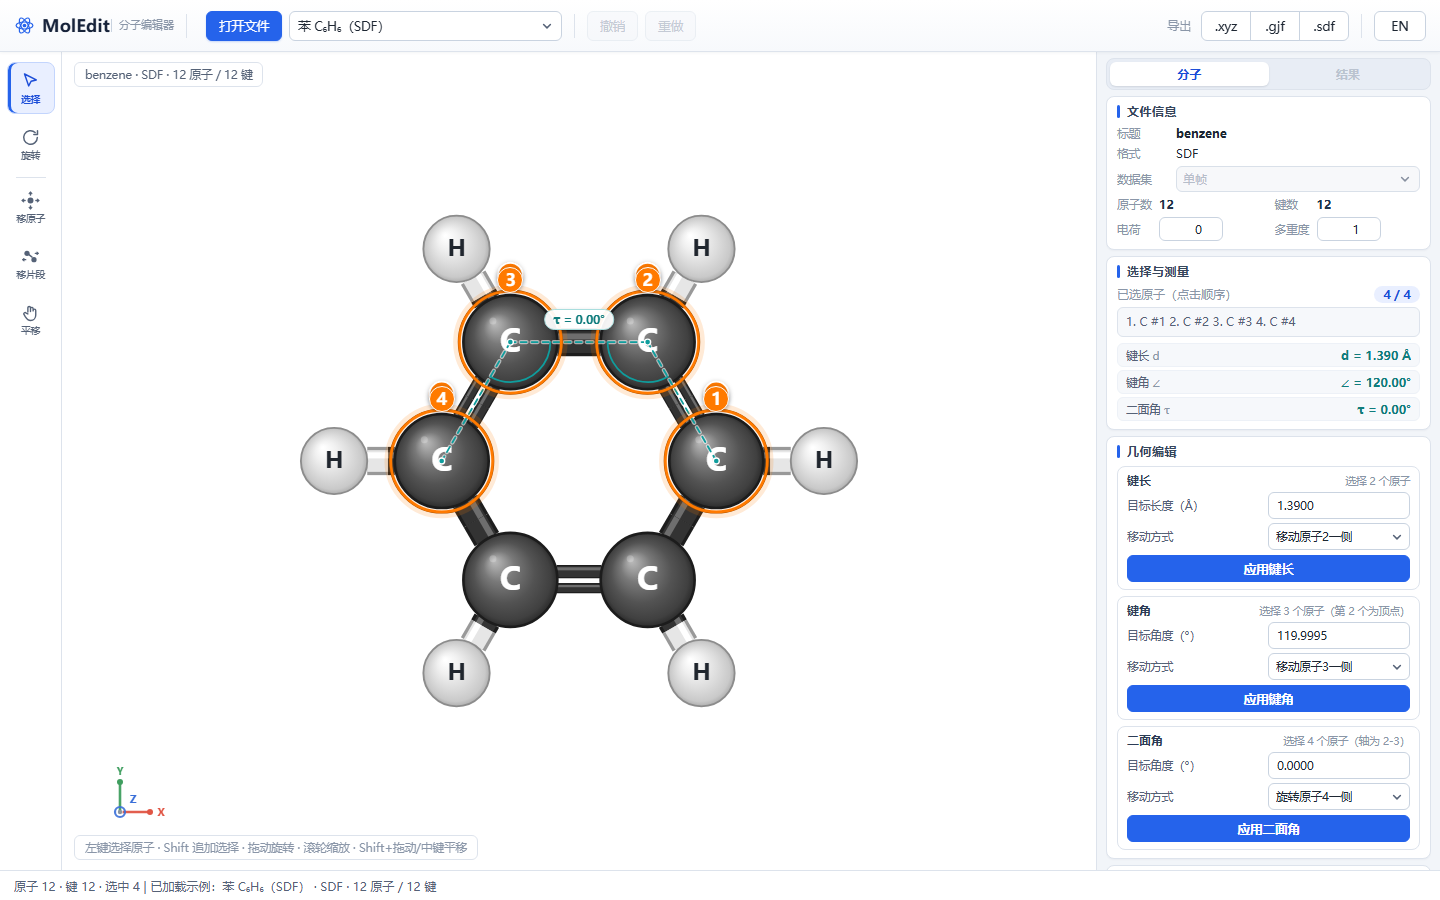 MolEdit 分子编辑器 打开文件 苯 C₆H₆（SDF） 撤销 重做 导出 .xyz .gjf .sdf EN
选择
旋转
移原子
移片段
平移
benzene · SDF · 12 原子 / 12 键
H H
3 2
τ = 0.00°
C C
4 1
H C C H
C C
H H
Y
Z
X
左键选择原子 · Shift 追加选择 · 拖动旋转 · 滚轮缩放 · Shift+拖动/中键平移
分子 结果
文件信息
标题 benzene
格式 SDF
数据集 单帧
原子数 12 键数 12
电荷 0 多重度 1
选择与测量
已选原子（点击顺序） 4 / 4
1. C #1 2. C #2 3. C #3 4. C #4
键长 d d = 1.390 Å
键角 ∠ ∠ = 120.00°
二面角 τ τ = 0.00°
几何编辑
键长 选择 2 个原子
目标长度（Å） 1.3900
移动方式 移动原子2一侧
应用键长
键角 选择 3 个原子（第 2 个为顶点）
目标角度（°） 119.9995
移动方式 移动原子3一侧
应用键角
二面角 选择 4 个原子（轴为 2-3）
目标角度（°） 0.0000
移动方式 旋转原子4一侧
应用二面角
原子 12 · 键 12 · 选中 4 | 已加载示例：苯 C₆H₆（SDF） · SDF · 12 原子 / 12 键